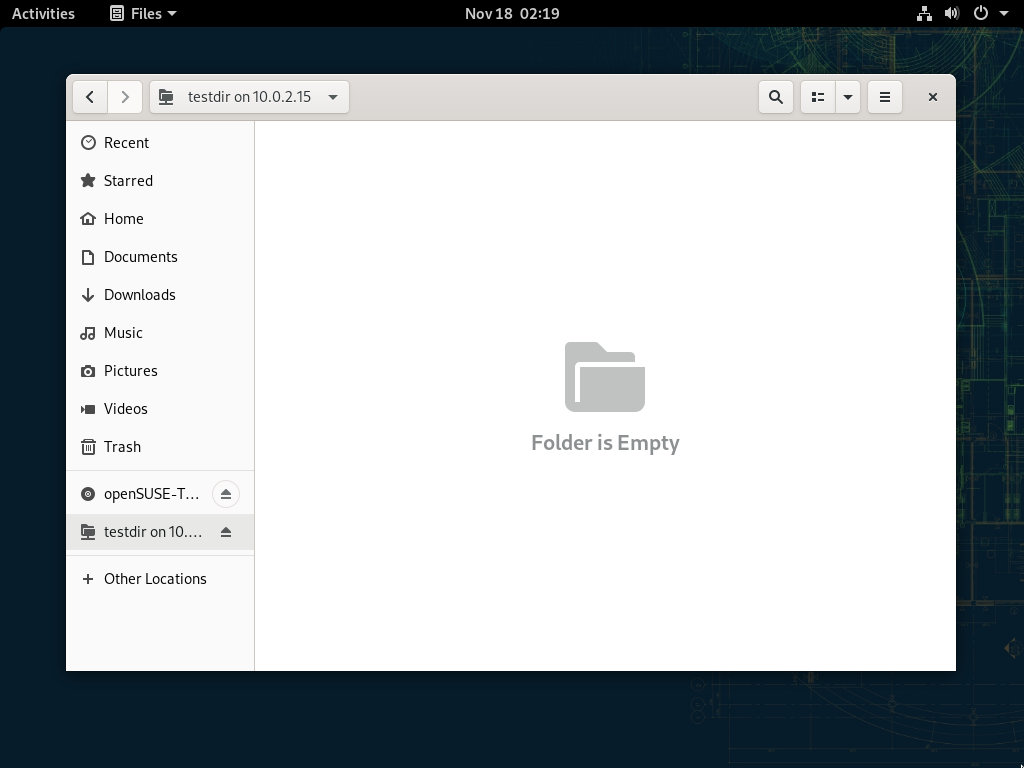 Activities Files Nov 18 02:19
testdir on 10.0.2.15
Recent
Starred
Home
Documents
Downloads
Music
Pictures
Videos
Trash
openSUSE-T...
testdir on 10....
Other Locations
Folder is Empty